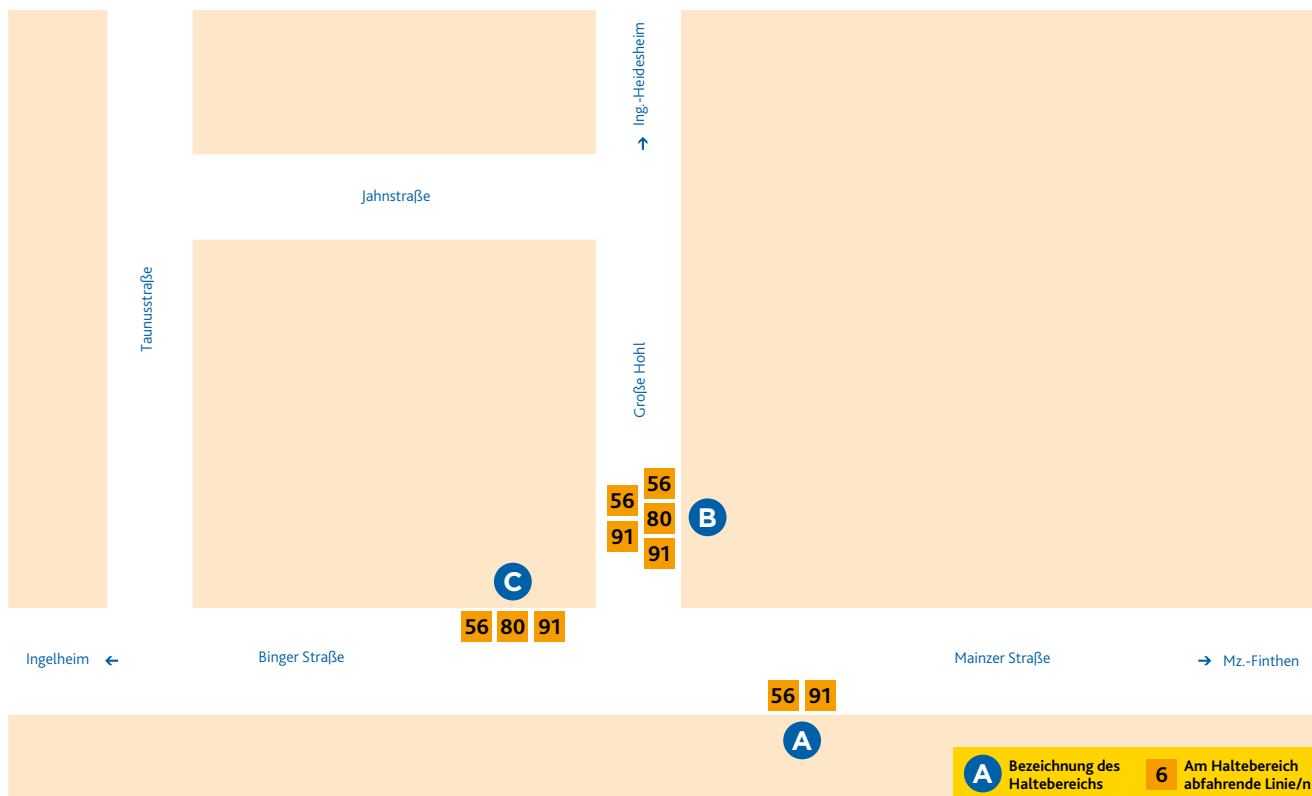 Ing.-Heidesheim
Jahnstraße
Taunusstraße
Große Hohl
56
56
80
91
91
B
C
56 80 91
Ingelheim ←
Binger Straße
Mainzer Straße
→ Mz.-Finthen
56 91
A
A
Bezeichnung des
Haltebereichs
6
Am Haltebereich
abfahrende Linie/n